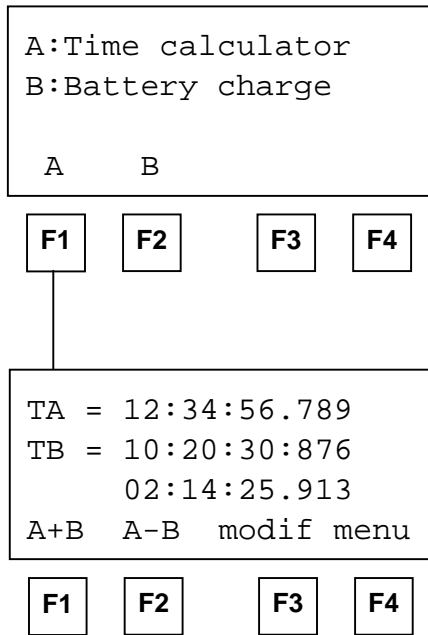 A:Time calculator
B:Battery charge
A B
F1 F2 F3 F4
TA = 12:34:56.789
TB = 10:20:30:876
02:14:25.913
A+B A-B modif menu
F1 F2 F3 F4